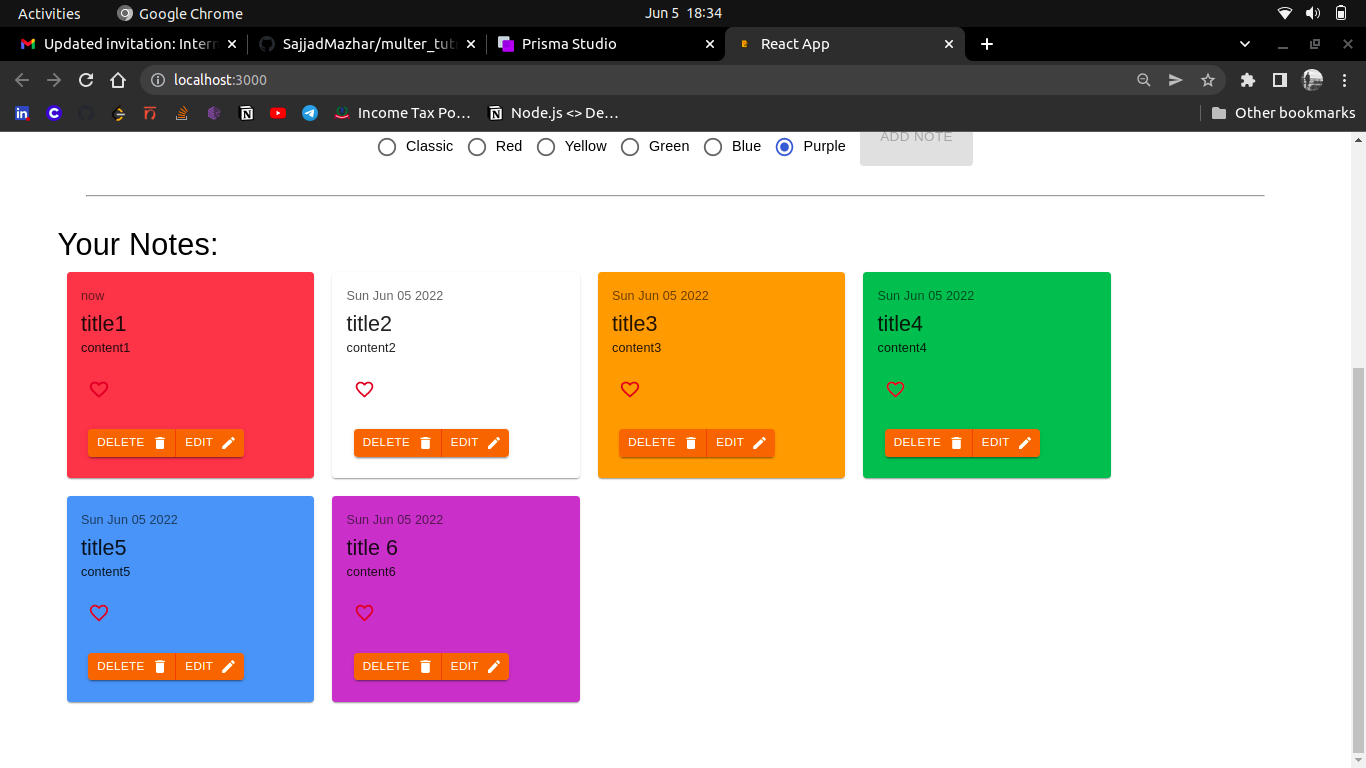 Activities Google Chrome Jun 5 18:34
Updated invitation: Intern SajjadMazhar/multer_tut Prisma Studio React App
localhost:3000
Income Tax Po… Node.js <> De… Other bookmarks
Classic Red Yellow Green Blue Purple ADD NOTE
Your Notes:
now Sun Jun 05 2022 Sun Jun 05 2022 Sun Jun 05 2022
title1 title2 title3 title4
content1 content2 content3 content4
DELETE EDIT DELETE EDIT DELETE EDIT DELETE EDIT
Sun Jun 05 2022 Sun Jun 05 2022
title5 title 6
content5 content6
DELETE EDIT DELETE EDIT